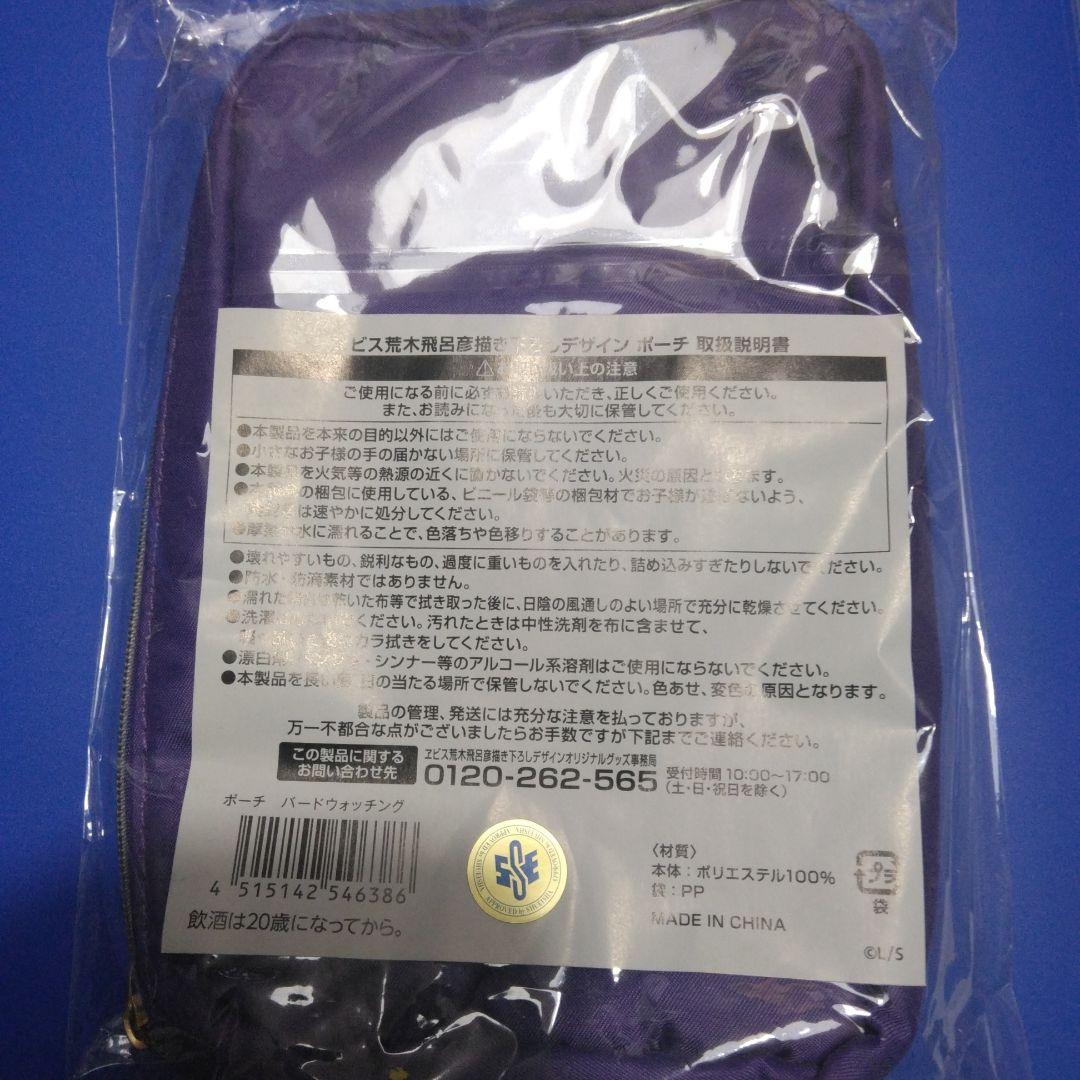 ビス荒木飛呂彦描き下ろしデザイン ポーチ 取扱説明書
い上の注意
ご使用になる前に必ずお いただき、正しくご使用ください。
また、お読みになった後も大切に保管してください。
●本製品を本来の目的以外にはご使用にならないでください。
●小さなお子様の手の届かない場所に保管してください。
●本製品を火気等の熱源の近くに置かないでください。火災の原因と ます。
● の梱包に使用している、ビニール袋等の梱包材でお子様が ないよう、
は速やかに処分してください。
●摩擦や水に濡れることで、色落ちや色移りすることがあります。
●壊れやすいもの、鋭利なもの、過度に重いものを入れたり、詰め込みすぎたりしないでください。
●防水・防滴素材ではありません。
●濡れた 乾いた布等で拭き取った後に、日陰の風通しのよい場所で充分に乾燥させてください。
●洗濯 ください。汚れたときは中性洗剤を布に含ませて、
カラ拭きをしてください。
●漂白剤 ・シンナー等のアルコール系溶剤はご使用にならないでください。
●本製品を長い 日の当たる場所で保管しないでください。色あせ、変色の原因となります。
製品の管理、発送には充分な注意を払っておりますが、
万一不都合な点がございましたらお手数ですが下記までご連絡ください。
この製品に関する
お問い合わせ先
ヱビス荒木飛呂彦描き下ろしデザインオリジナルグッズ事務局
0120-262-565
受付時間 10:00~17:00
(土・日・祝日を除く)
ポーチ バードウォッチング
4 515142 546386
飲酒は20歳になってから。
SSE
APPROVED by SHUEISHA
〈材質〉
本体：ポリエステル100%
袋：PP
MADE IN CHINA
プラ
袋
©L/S